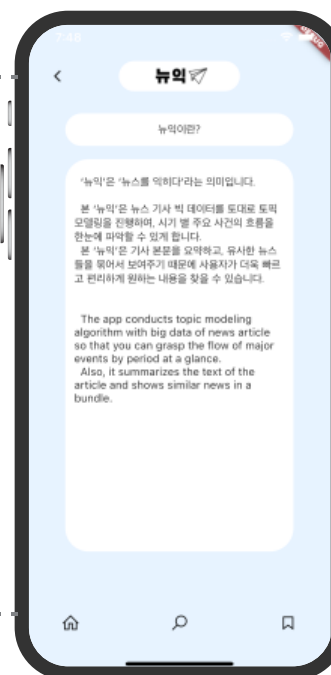 7:48
뉴익
뉴익이란?
‘뉴익’은 ‘뉴스를 익히다’라는 의미입니다.
본 ‘뉴익’은 뉴스 기사 빅 데이터를 토대로 토픽
모델링을 진행하여, 시기 별 주요 사건의 흐름을
한눈에 파악할 수 있게 합니다.
본 ‘뉴익’은 기사 본문을 요약하고, 유사한 뉴스
들을 묶어서 보여주기 때문에 사용자가 더욱 빠르
고 편리하게 원하는 내용을 찾을 수 있습니다.
The app conducts topic modeling
algorithm with big data of news article
so that you can grasp the flow of major
events by period at a glance.
Also, it summarizes the text of the
article and shows similar news in a
bundle.